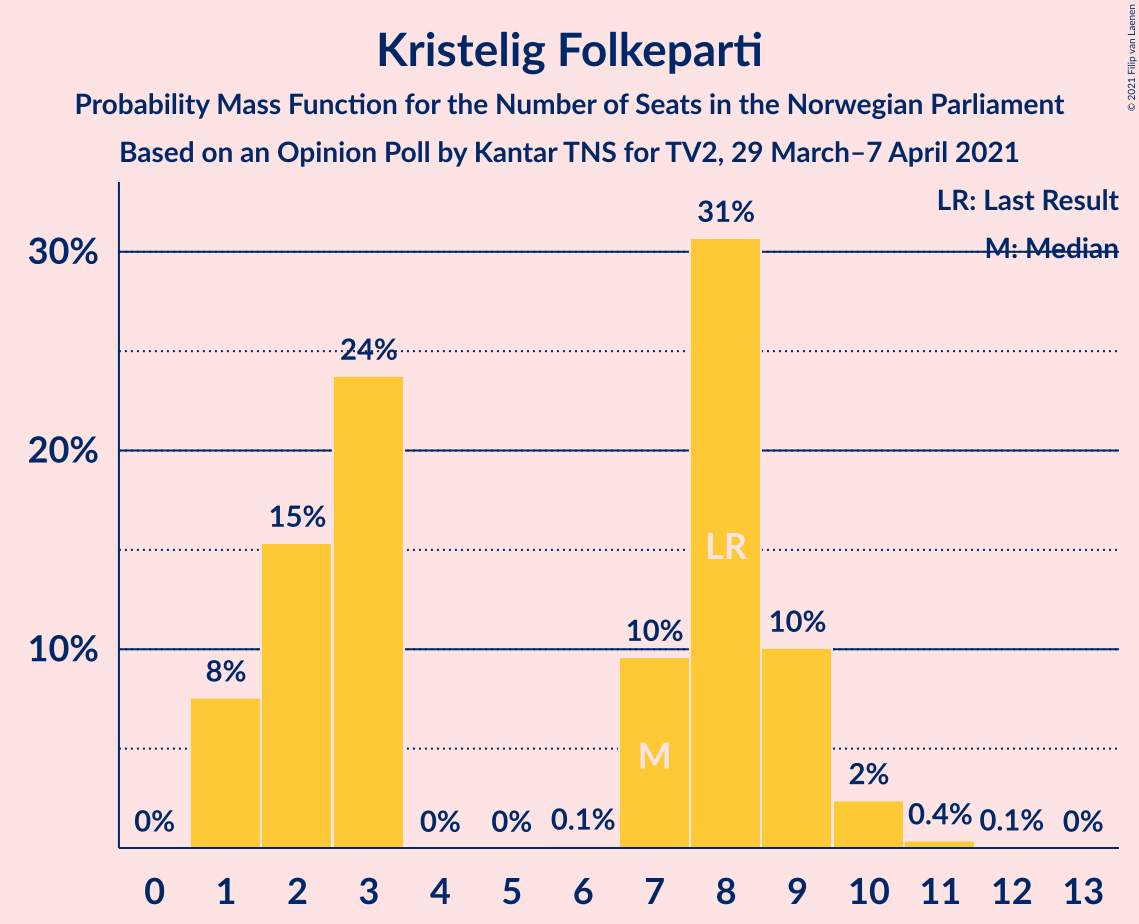 © 2021 Filip van Laenen
Kristelig Folkeparti
Probability Mass Function for the Number of Seats in the Norwegian Parliament
Based on an Opinion Poll by Kantar TNS for TV2, 29 March–7 April 2021
LR: Last Result
M: Median
30%
20%
10%
0%
8%
15%
24%
0%
0%
0.1%
10%
31%
10%
2%
0.4%
0.1%
0%
LR
M
0 1 2 3 4 5 6 7 8 9 10 11 12 13